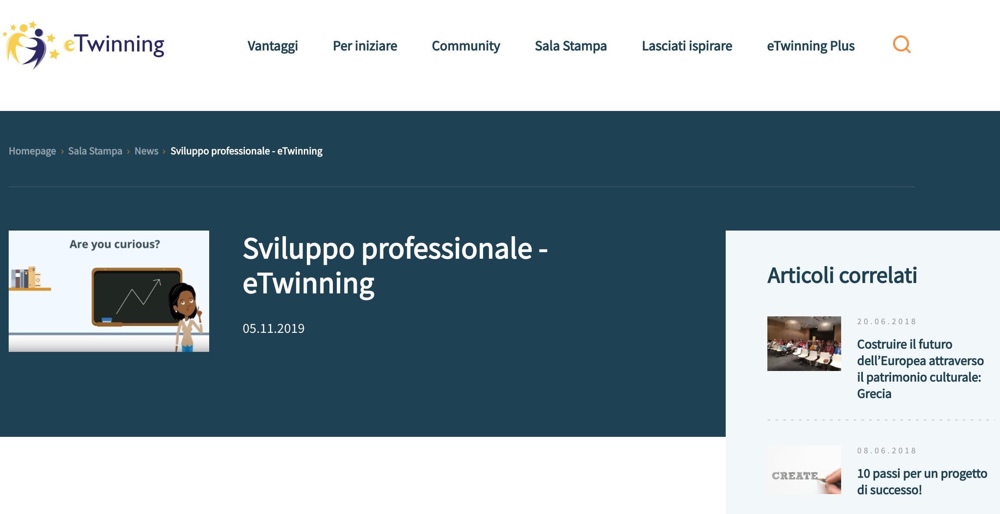 eTwinning
Vantaggi
Per iniziare
Community
Sala Stampa
Lasciati ispirare
eTwinning Plus
Homepage › Sala Stampa › News › Sviluppo professionale - eTwinning
Are you curious?
Sviluppo professionale -
eTwinning
05.11.2019
Articoli correlati
20.06.2018
Costruire il futuro
dell’Europea attraverso
il patrimonio culturale:
Grecia
08.06.2018
CREATE
10 passi per un progetto
di successo!